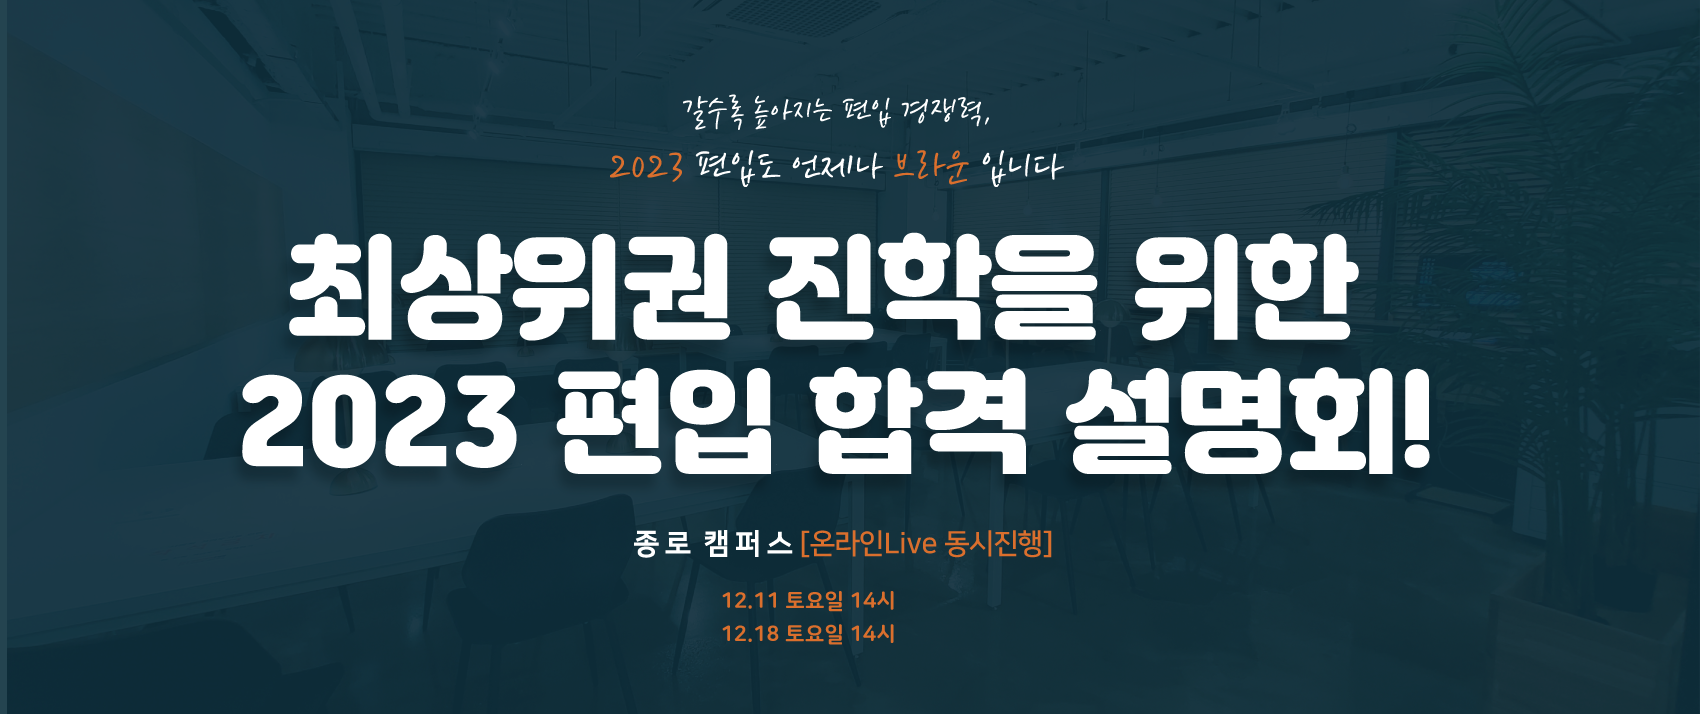 갈수록 높아지는 편입 경쟁력,
2023 편입도 언제나 브라운 입니다
최상위권 진학을 위한
2023 편입 합격 설명회!
종로 캠퍼스 [온라인Live 동시진행]
12.11 토요일 14시
12.18 토요일 14시